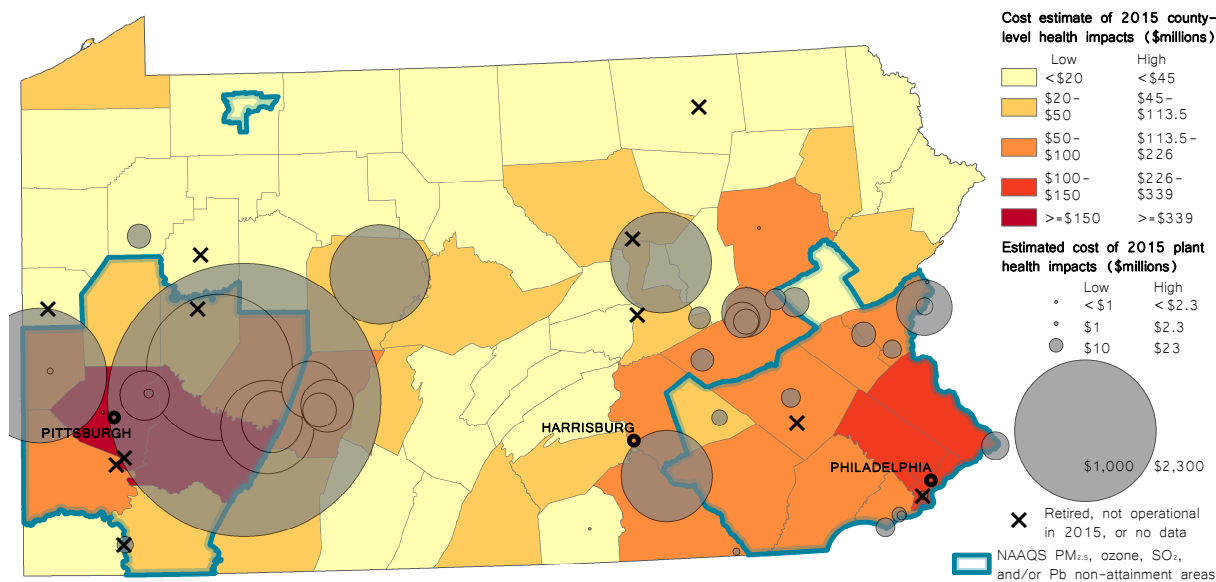 Cost estimate of 2015 county-
level health impacts ($millions)
Low High
<$20 <$45
$20- $45-
$50 $113.5
$50- $113.5-
$100 $226
$100- $226-
$150 $339
>=$150 >=$339
Estimated cost of 2015 plant
health impacts ($millions)
Low High
<$1 <$2.3
$1 $2.3
$10 $23
$1,000 $2,300
Retired, not operational
in 2015, or no data
NAAQS PM2.5, ozone, SO2,
and/or Pb non-attainment areas
PITTSBURGH
HARRISBURG
PHILADELPHIA